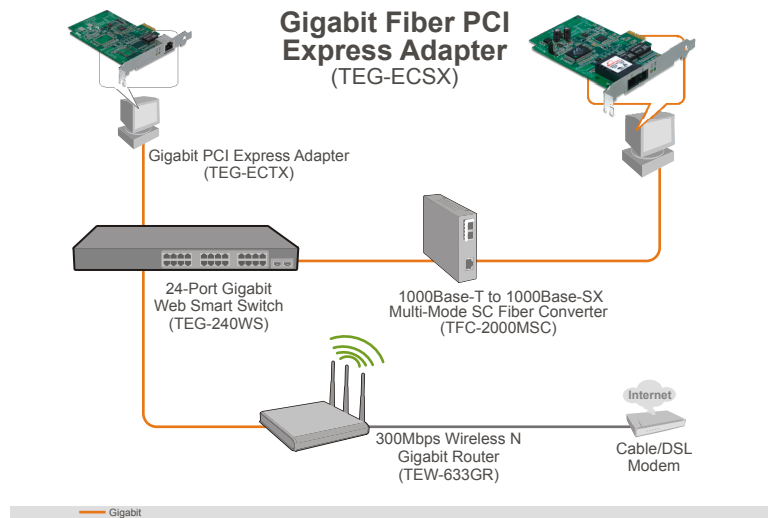 Gigabit Fiber PCI
Express Adapter
(TEG-ECSX)
Gigabit PCI Express Adapter
(TEG-ECTX)
24-Port Gigabit
Web Smart Switch
(TEG-240WS)
1000Base-T to 1000Base-SX
Multi-Mode SC Fiber Converter
(TFC-2000MSC)
300Mbps Wireless N
Gigabit Router
(TEW-633GR)
Internet
Cable/DSL
Modem
Gigabit